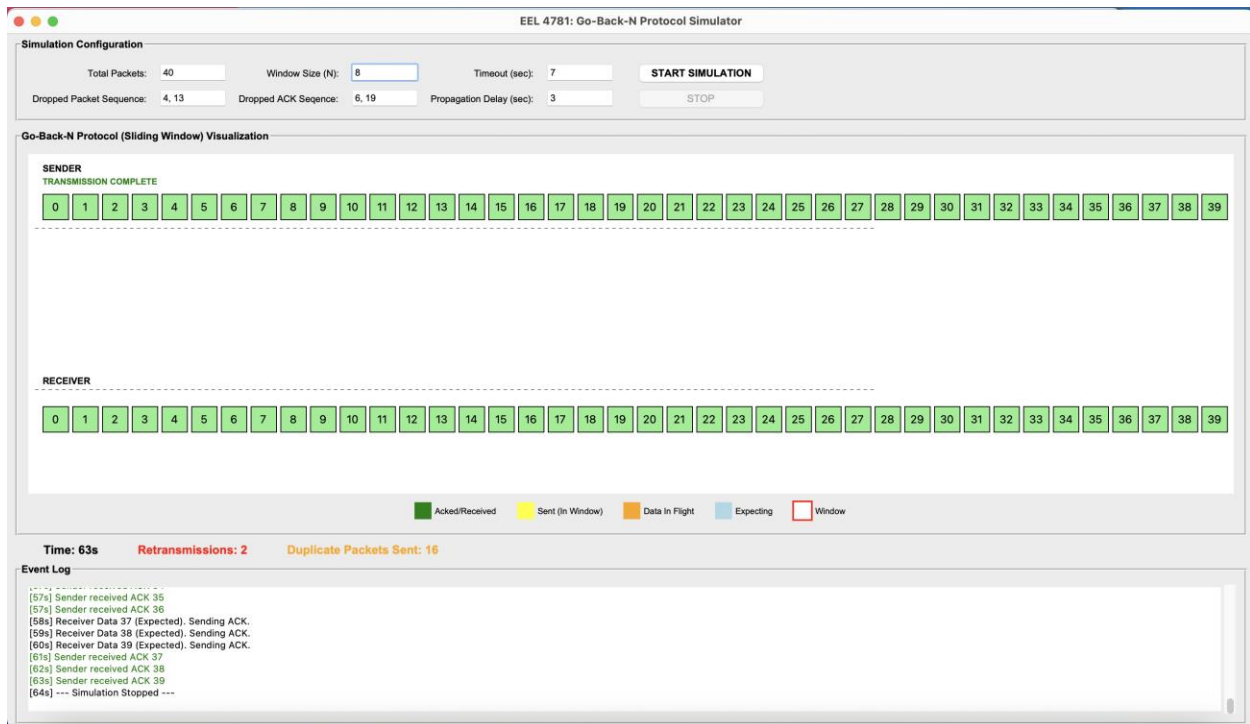 EEL 4781: Go-Back-N Protocol Simulator
Simulation Configuration
Total Packets: 40 Window Size (N): 8 Timeout (sec): 7 START SIMULATION
Dropped Packet Sequence: 4, 13 Dropped ACK Seqence: 6, 19 Propagation Delay (sec): 3 STOP
Go-Back-N Protocol (Sliding Window) Visualization
SENDER
TRANSMISSION COMPLETE
0 1 2 3 4 5 6 7 8 9 10 11 12 13 14 15 16 17 18 19 20 21 22 23 24 25 26 27 28 29 30 31 32 33 34 35 36 37 38 39
RECEIVER
0 1 2 3 4 5 6 7 8 9 10 11 12 13 14 15 16 17 18 19 20 21 22 23 24 25 26 27 28 29 30 31 32 33 34 35 36 37 38 39
Acked/Received Sent (In Window) Data In Flight Expecting Window
Time: 63s Retransmissions: 2 Duplicate Packets Sent: 16
Event Log
[57s] Sender received ACK 35
[57s] Sender received ACK 36
[58s] Receiver Data 37 (Expected). Sending ACK.
[59s] Receiver Data 38 (Expected). Sending ACK.
[60s] Receiver Data 39 (Expected). Sending ACK.
[61s] Sender received ACK 37
[62s] Sender received ACK 38
[63s] Sender received ACK 39
[64s] --- Simulation Stopped ---